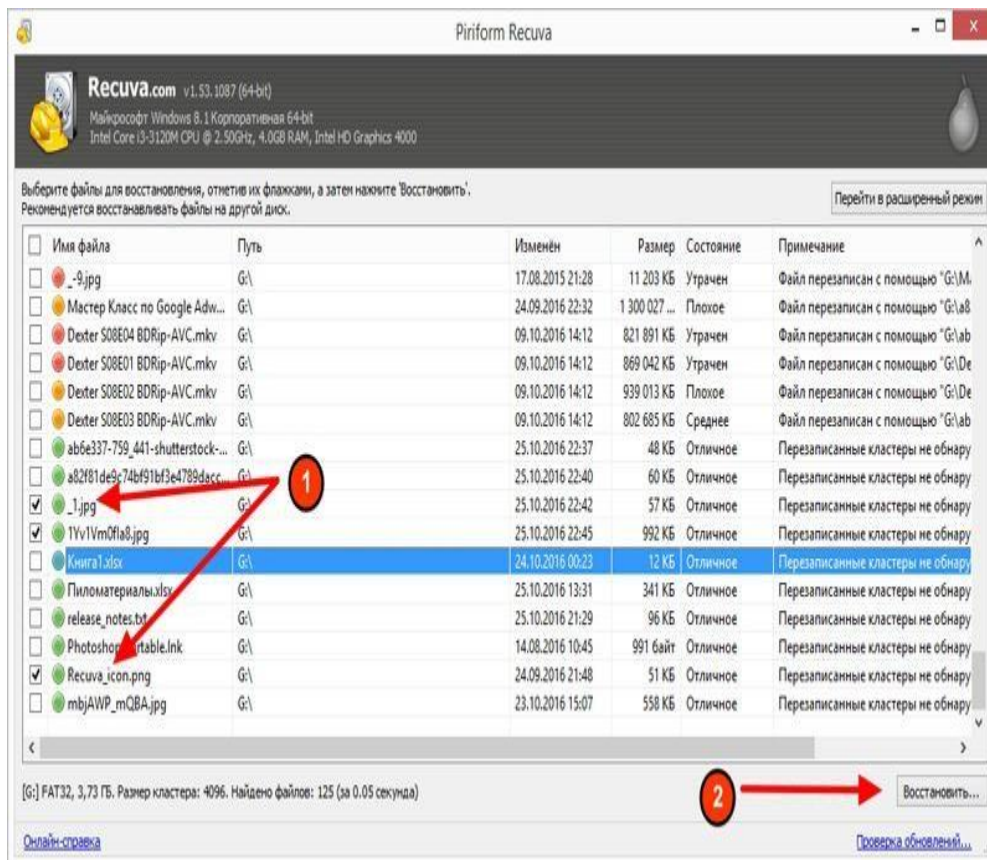 Piriform Recuva
Recuva.com v1.53.1087 (64-bit)
Майкрософт Windows 8.1 Корпоративная 64-bit
Intel Core i3-3120M CPU @ 2.50GHz, 4.0GB RAM, Intel HD Graphics 4000
Выберите файлы для восстановления, отметив их флажками, а затем нажмите 'Восстановить'.
Рекомендуется восстанавливать файлы на другой диск.
Перейти в расширенный режим
Имя файла Путь Изменён Размер Состояние Примечание
_-9.jpg G:\ 17.08.2015 21:28 11 203 КБ Утрачен Файл перезаписан с помощью "G:\М
Мастер Класс по Google Adw... G:\ 24.09.2016 22:32 1 300 027 ... Плохое Файл перезаписан с помощью "G:\a8
Dexter S08E04 BDRip-AVC.mkv G:\ 09.10.2016 14:12 821 891 КБ Утрачен Файл перезаписан с помощью "G:\ab
Dexter S08E01 BDRip-AVC.mkv G:\ 09.10.2016 14:12 869 042 КБ Утрачен Файл перезаписан с помощью "G:\De
Dexter S08E02 BDRip-AVC.mkv G:\ 09.10.2016 14:12 939 013 КБ Плохое Файл перезаписан с помощью "G:\De
Dexter S08E03 BDRip-AVC.mkv G:\ 09.10.2016 14:12 802 685 КБ Среднее Файл перезаписан с помощью "G:\ab
ab6e337-759_441-shutterstock-... G:\ 25.10.2016 22:37 48 КБ Отличное Перезаписанные кластеры не обнару
a82f81de9c74bf91bf3e4789dacc... G:\ 25.10.2016 22:40 60 КБ Отличное Перезаписанные кластеры не обнару
_1.jpg G:\ 25.10.2016 22:42 57 КБ Отличное Перезаписанные кластеры не обнару
1Yv1Vm0fIa8.jpg G:\ 25.10.2016 22:45 992 КБ Отличное Перезаписанные кластеры не обнару
Книга1.xlsx G:\ 24.10.2016 00:23 12 КБ Отличное Перезаписанные кластеры не обнару
Пиломатериалы.xlsx G:\ 25.10.2016 13:31 341 КБ Отличное Перезаписанные кластеры не обнару
release_notes.txt G:\ 25.10.2016 21:29 96 КБ Отличное Перезаписанные кластеры не обнару
Photoshop rtable.lnk G:\ 14.08.2016 10:45 991 байт Отличное Перезаписанные кластеры не обнару
Recuva_icon.png G:\ 24.09.2016 21:48 51 КБ Отличное Перезаписанные кластеры не обнару
mbjAWP_mQBA.jpg G:\ 23.10.2016 15:07 558 КБ Отличное Перезаписанные кластеры не обнару
1
[G:] FAT32, 3,73 ГБ. Размер кластера: 4096. Найдено файлов: 125 (за 0.05 секунда)
2
Восстановить...
Онлайн-справка
Проверка обновлений...